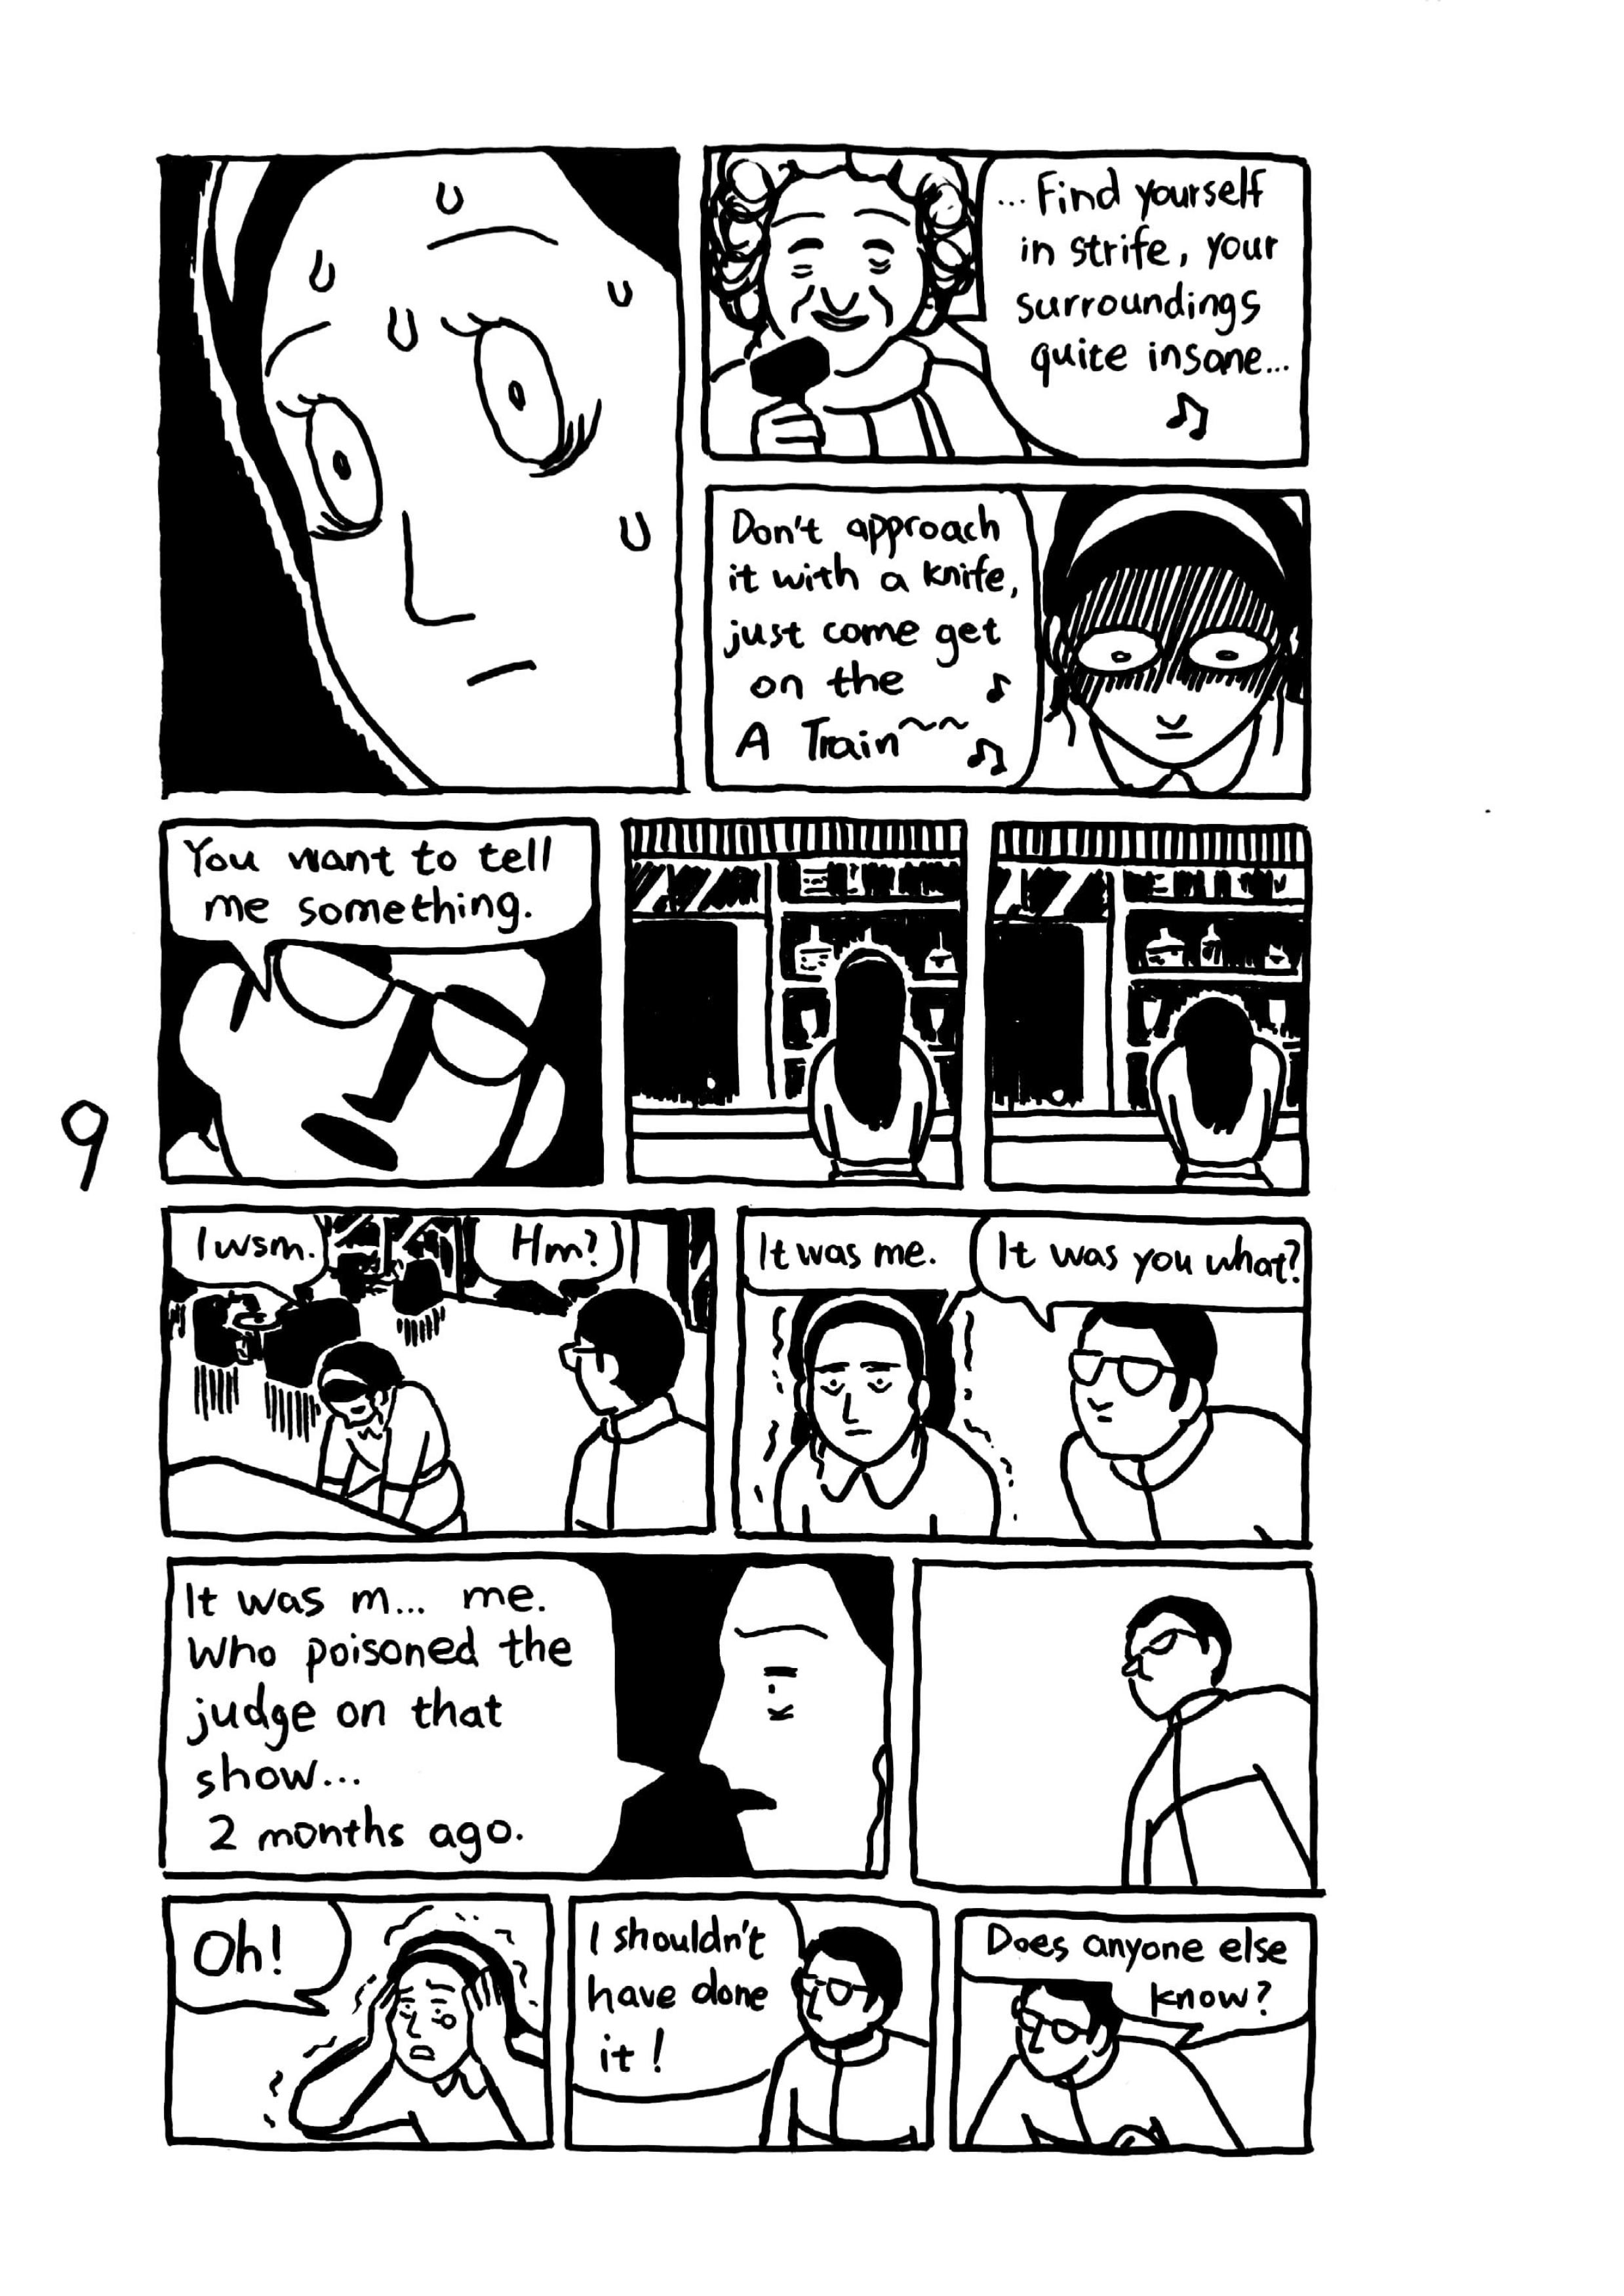 ...Find yourself
in strife, your
surroundings
quite insane...
Don't approach
it with a knife,
just come get
on the
A Train~~
You want to tell
me something.
I wsm.
Hm?
It was me.
It was you what?
It was m... me.
Who poisoned the
judge on that
show...
2 months ago.
Oh!
I shouldn't
have done
it!
Does anyone else
know?
9